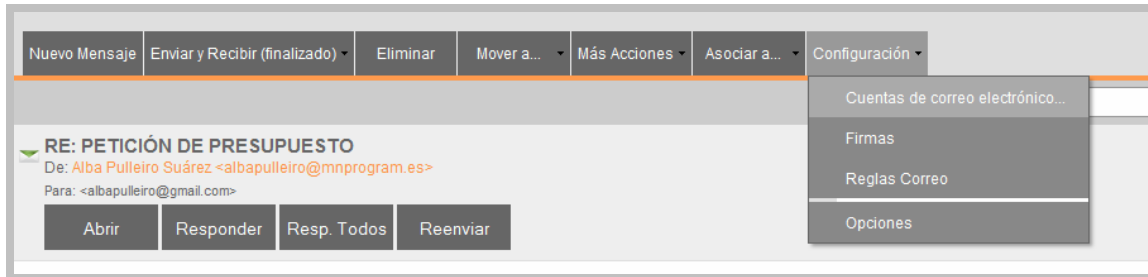 Nuevo Mensaje Enviar y Recibir (finalizado) Eliminar Mover a... Más Acciones Asociar a... Configuración
Cuentas de correo electrónico...
Firmas
Reglas Correo
Opciones
RE: PETICIÓN DE PRESUPUESTO
De: Alba Pulleiro Suárez <albapulleiro@mnprogram.es>
Para: <albapulleiro@gmail.com>
Abrir Responder Resp. Todos Reenviar